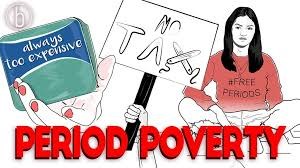 b
always
too expensive
NO
TAX
#FREE
PERIODS
PERIOD POVERTY